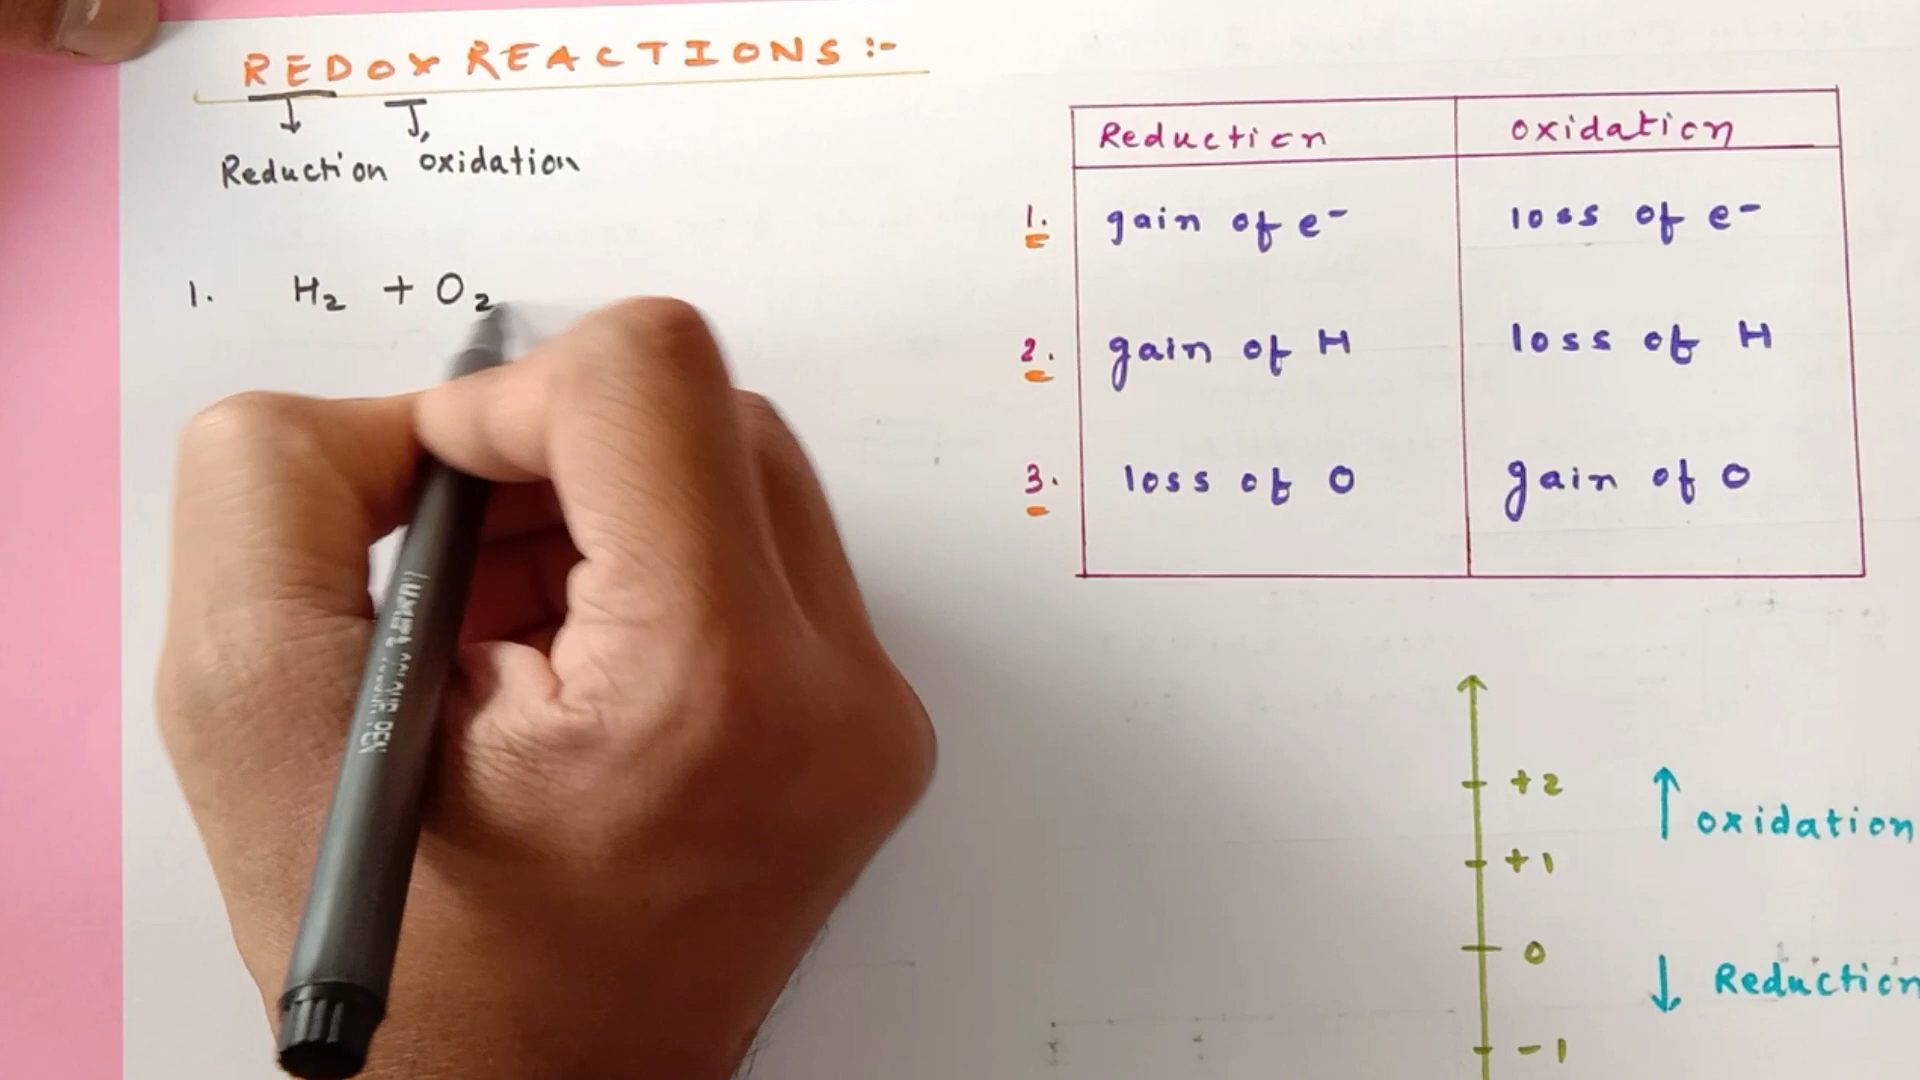 REDOX REACTIONS :-
Reduction oxidation
1. H₂ + O₂
Reduction oxidation
1. gain of e⁻ loss of e⁻
2. gain of H loss of H
3. loss of O gain of O
+2
oxidation
+1
0
Reduction
-1
PEN